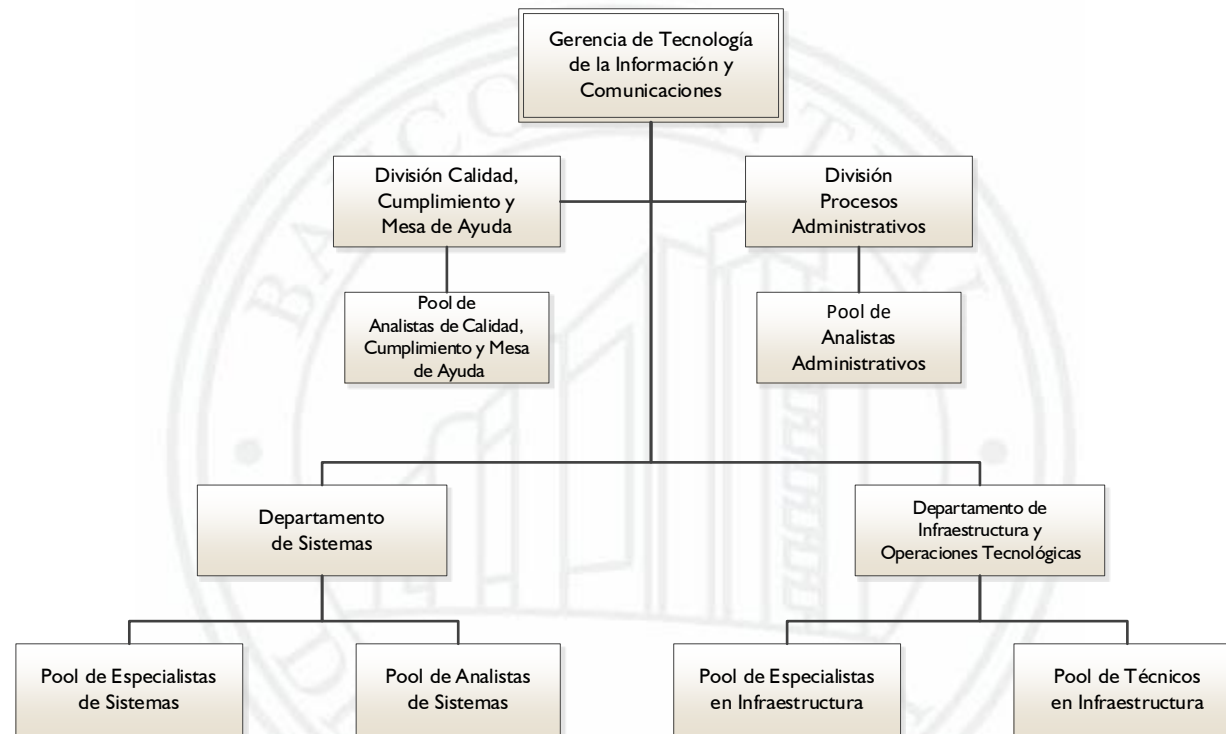 Gerencia de Tecnología
de la Información y
Comunicaciones
División Calidad,
Cumplimiento y
Mesa de Ayuda
División
Procesos
Administrativos
Pool de
Analistas de Calidad,
Cumplimiento y Mesa
de Ayuda
Pool de
Analistas
Administrativos
Departamento
de Sistemas
Departamento de
Infraestructura y
Operaciones Tecnológicas
Pool de Especialistas
de Sistemas
Pool de Analistas
de Sistemas
Pool de Especialistas
en Infraestructura
Pool de Técnicos
en Infraestructura